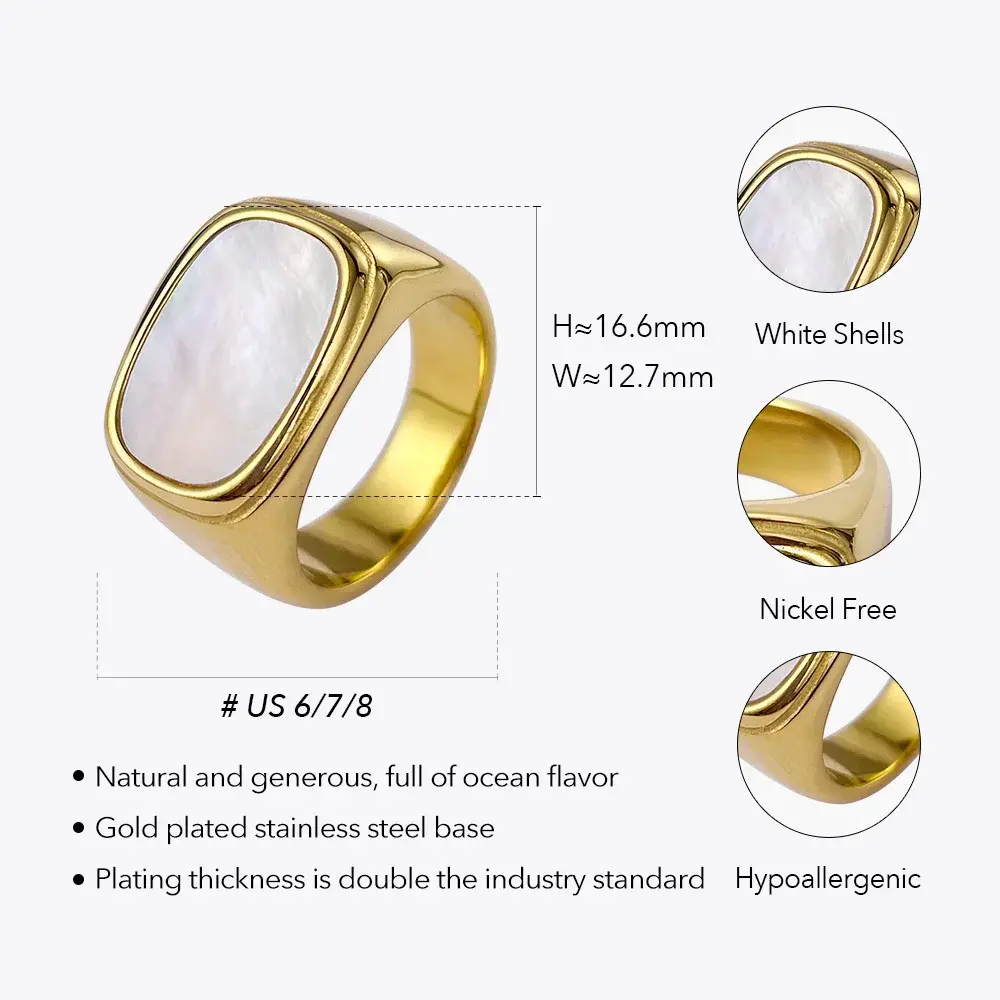 White Shells
H≈16.6mm
W≈12.7mm
Nickel Free
# US 6/7/8
• Natural and generous, full of ocean flavor
• Gold plated stainless steel base
• Plating thickness is double the industry standard
Hypoallergenic